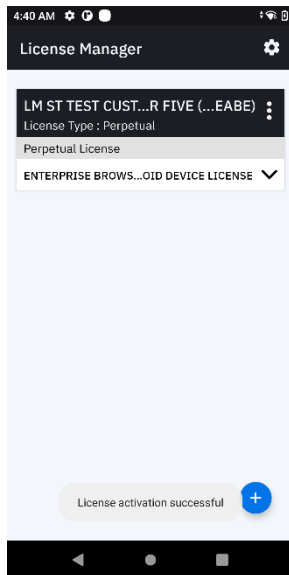 4:40 AM
License Manager
LM ST TEST CUST...R FIVE (...EABE)
License Type : Perpetual
Perpetual License
ENTERPRISE BROWS...OID DEVICE LICENSE
License activation successful
+